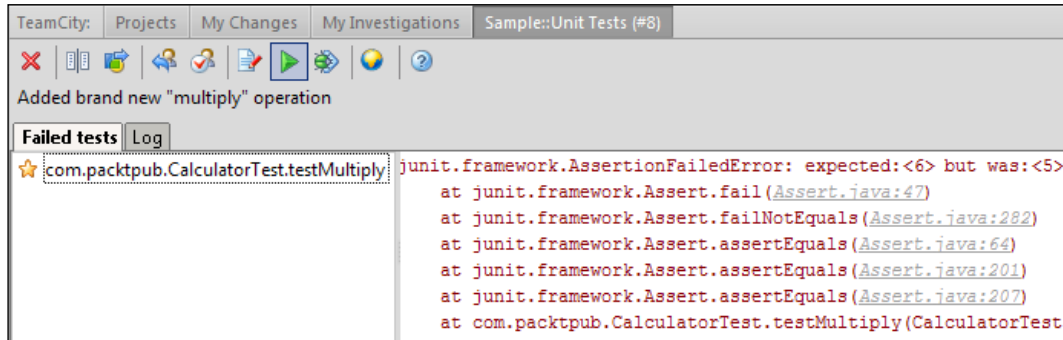 TeamCity: Projects My Changes My Investigations Sample::Unit Tests (#8)
Added brand new "multiply" operation
Failed tests Log
com.packtpub.CalculatorTest.testMultiply
junit.framework.AssertionFailedError: expected:<6> but was:<5>
at junit.framework.Assert.fail(Assert.java:47)
at junit.framework.Assert.failNotEquals(Assert.java:282)
at junit.framework.Assert.assertEquals(Assert.java:64)
at junit.framework.Assert.assertEquals(Assert.java:201)
at junit.framework.Assert.assertEquals(Assert.java:207)
at com.packtpub.CalculatorTest.testMultiply(CalculatorTest